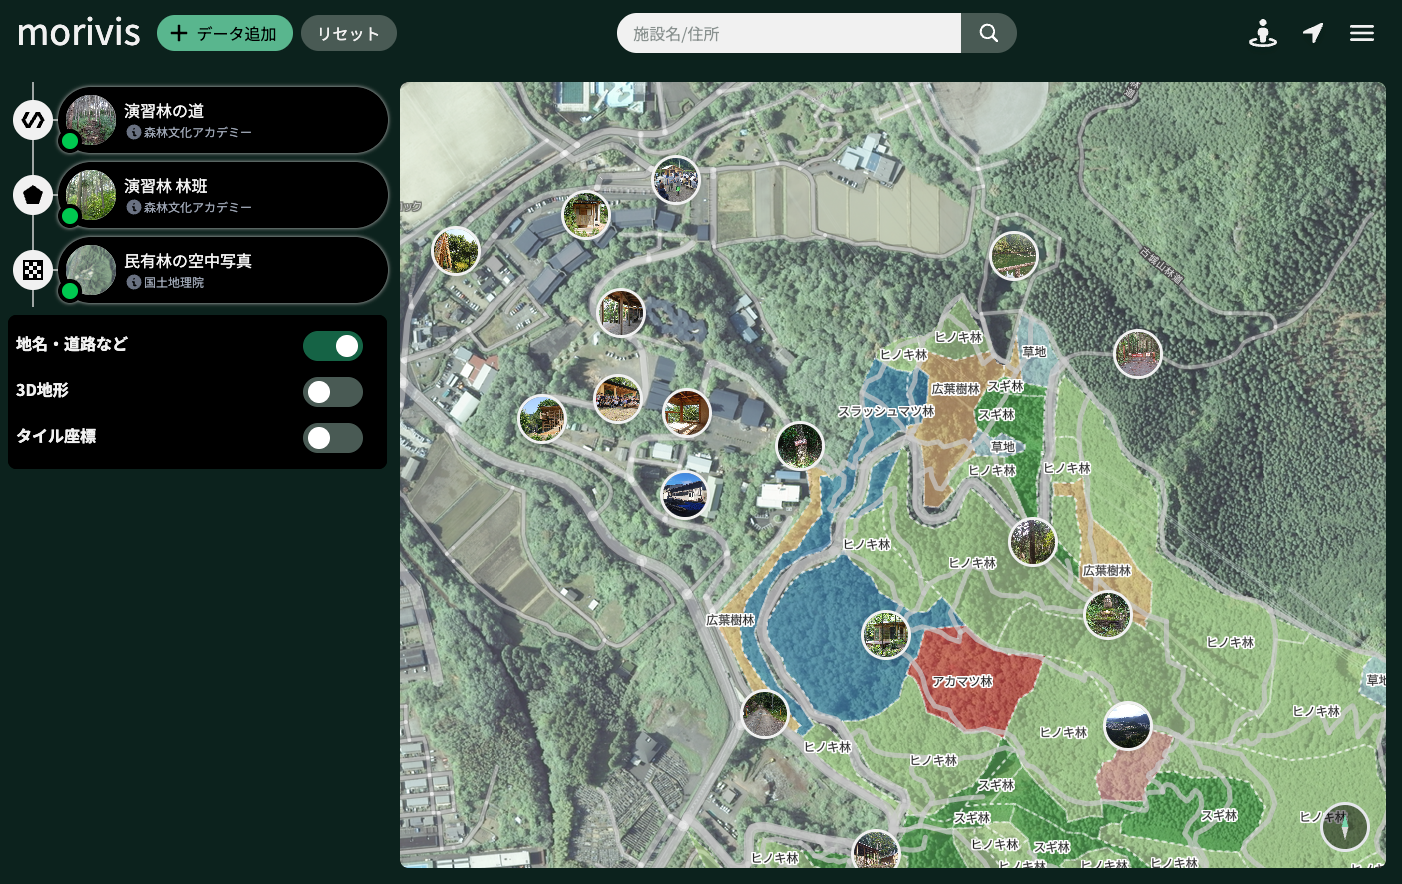 morivis
データ追加
リセット
施設名/住所
演習林の道
森林文化アカデミー
演習林 林班
森林文化アカデミー
民有林の空中写真
国土地理院
地名・道路など
3D地形
タイル座標
古城山林道
ヒノキ林
ヒノキ林
草地
広葉樹林
スギ林
スラッシュマツ林
スギ林
草地
ヒノキ林
ヒノキ林
ヒノキ林
ヒノキ林
広葉樹林
広葉樹林
ヒノキ林
アカマツ林
草地
ヒノキ林
ヒノキ林
ヒノキ林
ヒノキ林
スギ林
スギ林
スギ林
ヒノキ林
ヒノキ林
スギ林
ヒノキ林
ヒノキ林
ヒノキ林
ヒノキ林